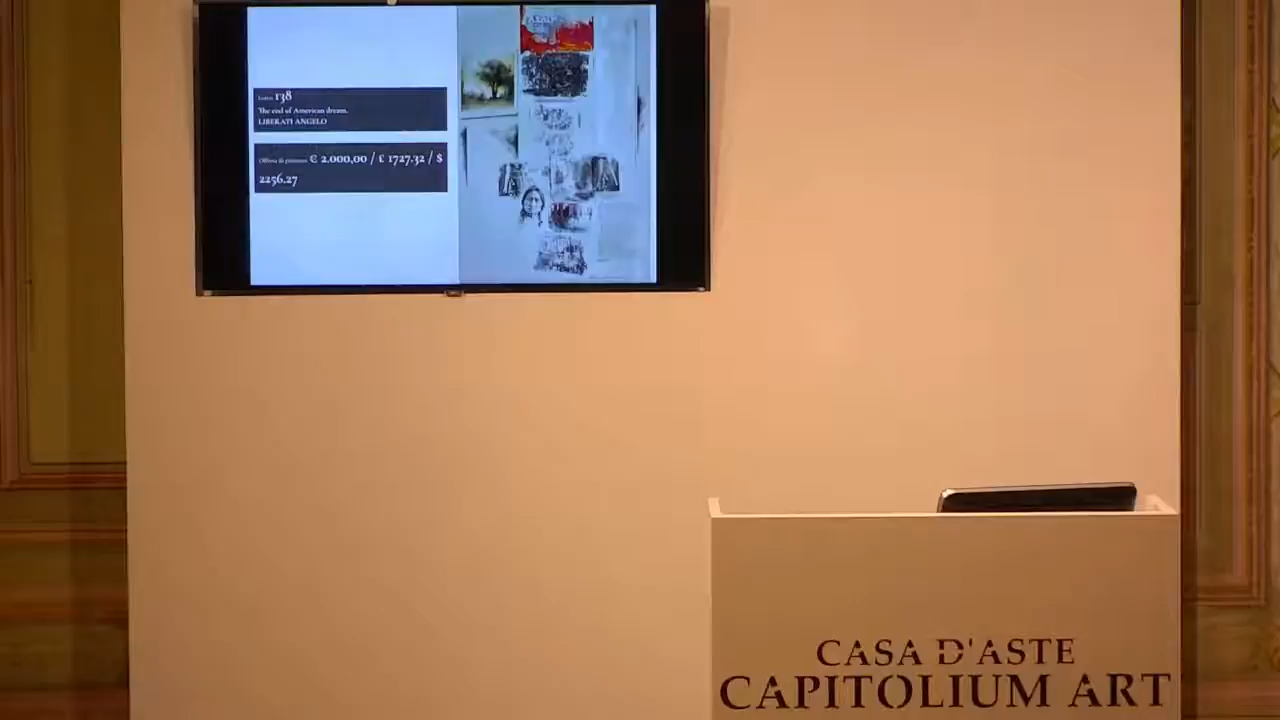 Lotto 138
The end of American dream.
LIBERATI ANGELO
Offerta di partenza € 2.000,00 / £ 1727.32 / $
2256.27
CASA D'ASTE
CAPITOLIUM ART